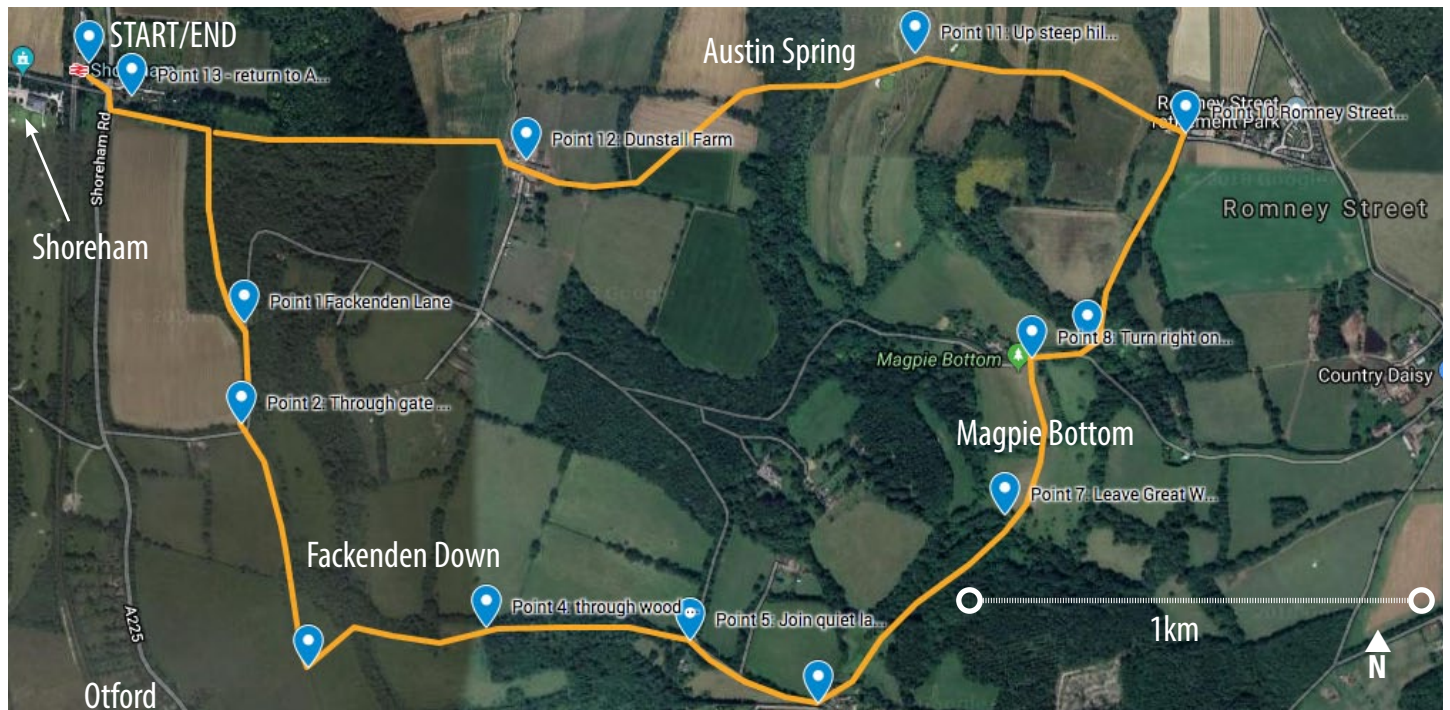 START/END
Shoreham
Point 13 - return to A...
Austin Spring
Point 11: Up steep hil...
Romney Street
Point 10 Romney Street...
Point 12: Dunstall Farm
Shoreham Rd
Shoreham
Romney Street
Point 1 Fackenden Lane
Point 8: Turn right on...
Magpie Bottom
Country Daisy
Point 2: Through gate ...
Magpie Bottom
Point 7: Leave Great W...
Fackenden Down
Point 4: through wood
Point 5: Join quiet la...
1km
A225
N
Otford